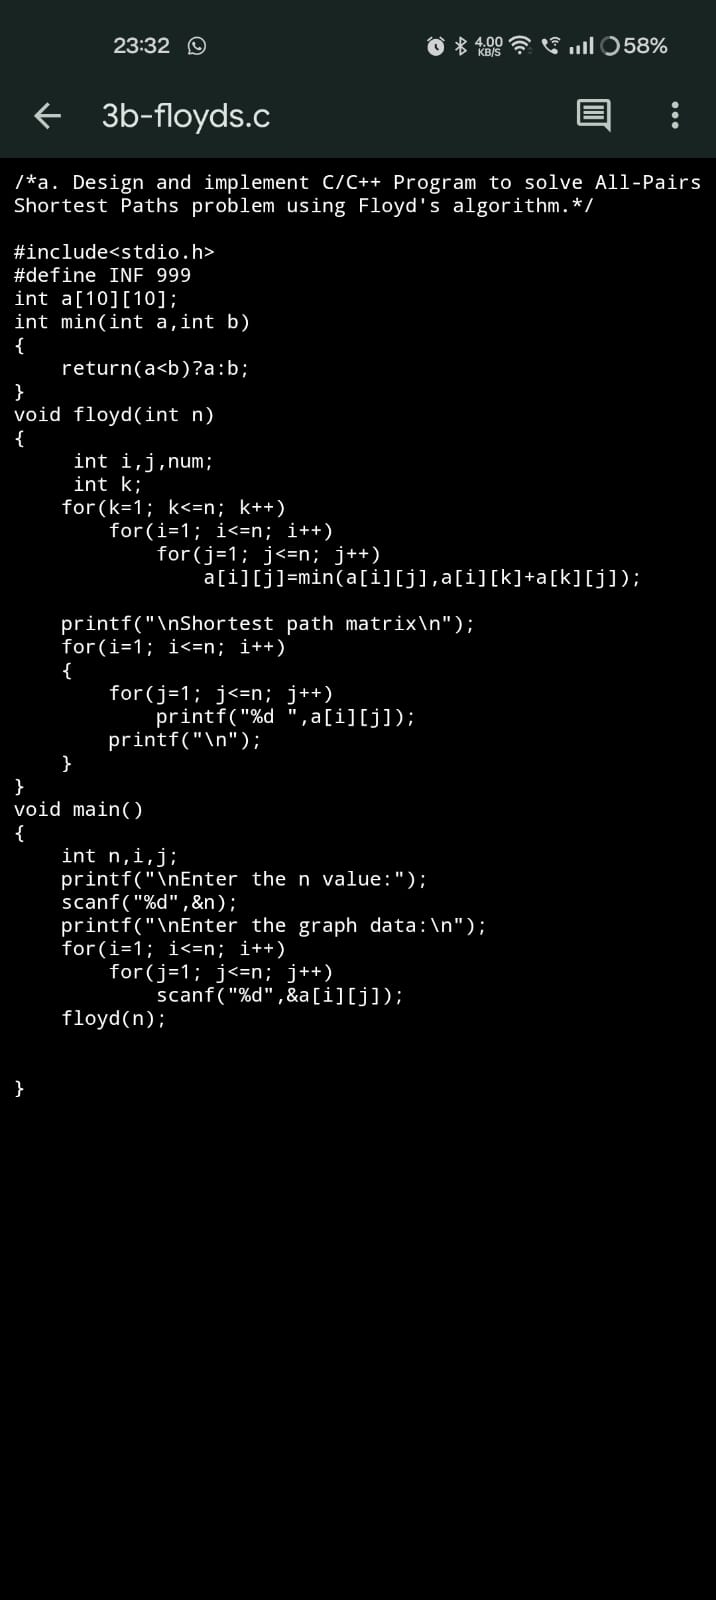 23:32 4.00 KB/S 58%
3b-floyds.c
/*a. Design and implement C/C++ Program to solve All-Pairs
Shortest Paths problem using Floyd's algorithm.*/

#include<stdio.h>
#define INF 999
int a[10][10];
int min(int a,int b)
{
    return(a<b)?a:b;
}
void floyd(int n)
{
     int i,j,num;
     int k;
    for(k=1; k<=n; k++)
        for(i=1; i<=n; i++)
            for(j=1; j<=n; j++)
                a[i][j]=min(a[i][j],a[i][k]+a[k][j]);

    printf("\nShortest path matrix\n");
    for(i=1; i<=n; i++)
    {
        for(j=1; j<=n; j++)
            printf("%d ",a[i][j]);
        printf("\n");
    }
}
void main()
{
    int n,i,j;
    printf("\nEnter the n value:");
    scanf("%d",&n);
    printf("\nEnter the graph data:\n");
    for(i=1; i<=n; i++)
        for(j=1; j<=n; j++)
            scanf("%d",&a[i][j]);
    floyd(n);


}